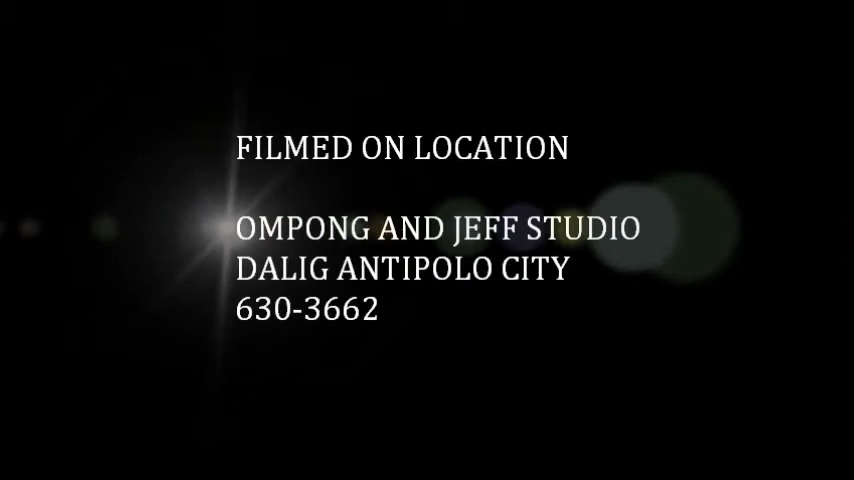 FILMED ON LOCATION
OMPONG AND JEFF STUDIO
DALIG ANTIPOLO CITY
630-3662